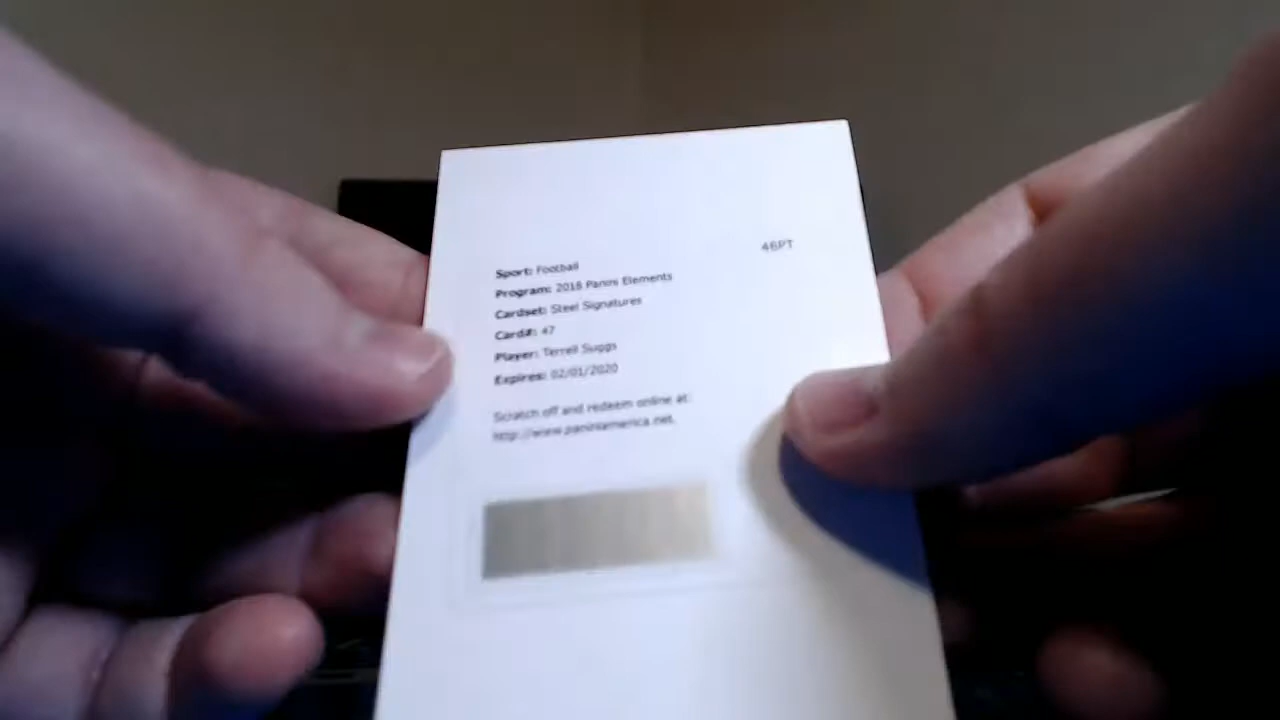 46PT
Sport: Football
Program: 2018 Panini Elements
Cardset: Steel Signatures
Card#: 47
Player: Terrell Suggs
Expires: 02/01/2020
Scratch off and redeem online at:
http://www.paniniamerica.net.